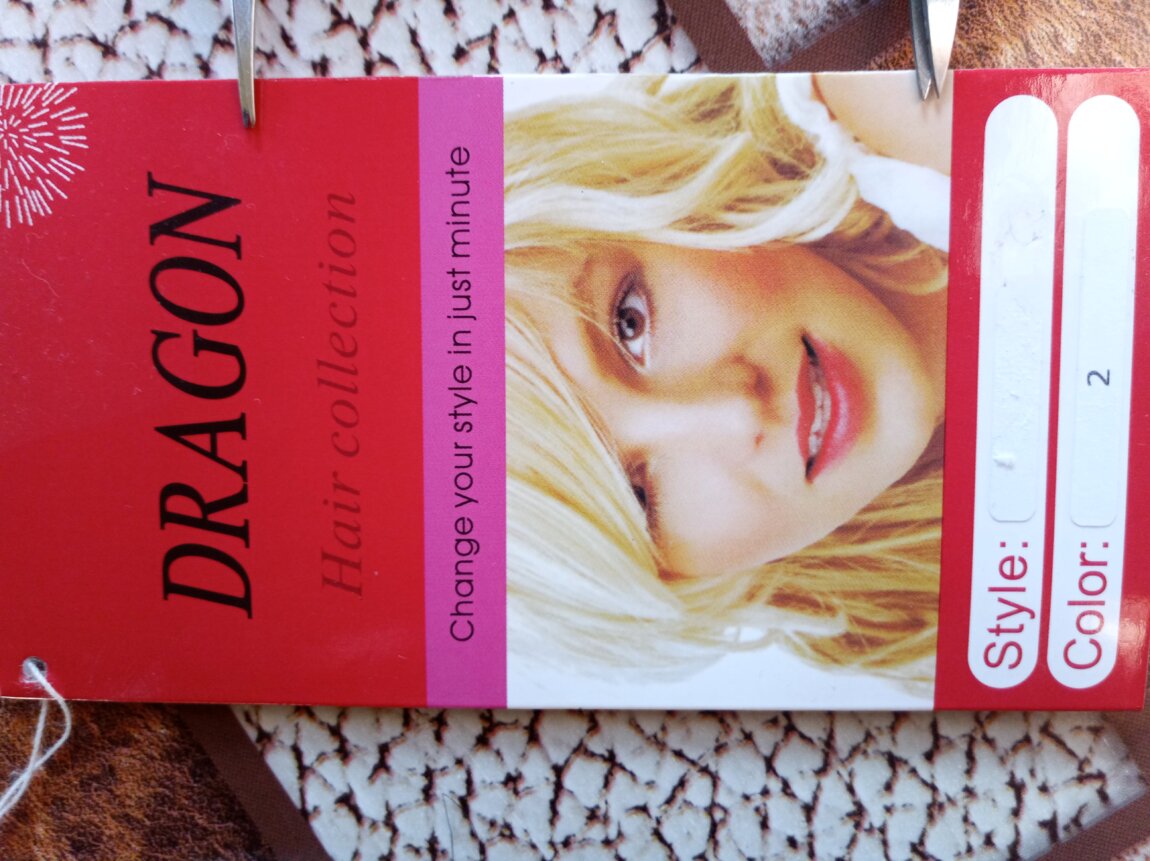 DRAGON
Hair collection
Change your style in just minute
Style:
Color: 2